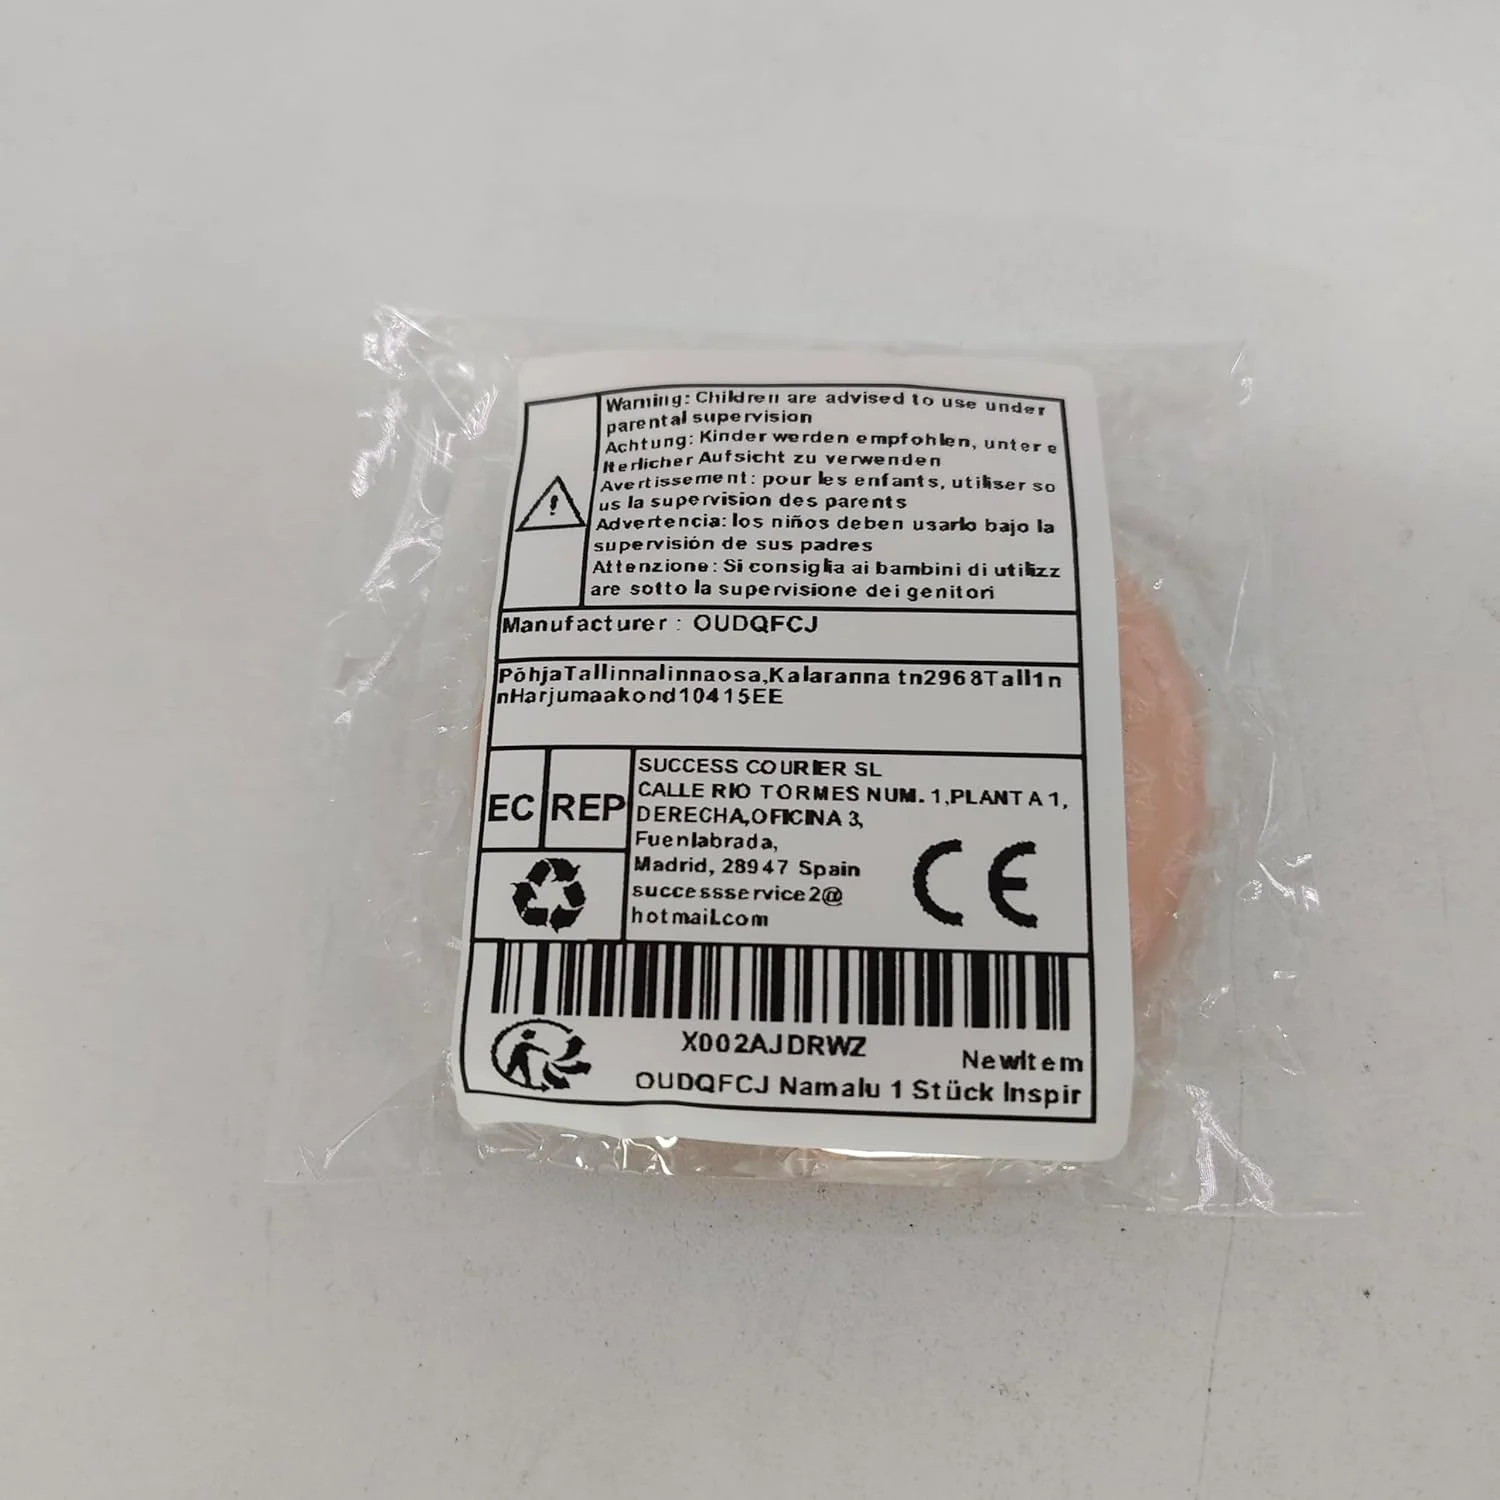 Warning: Children are advised to use under
parental supervision
Achtung: Kinder werden empfohlen, untere
lterlicher Aufsicht zu verwenden
Avertissement: pour les enfants, utiliser so
us la supervision des parents
Advertencia: los niños deben usarlo bajo la
supervisión de sus padres
Attenzione: Si consiglia ai bambini di utilizz
are sotto la supervisione dei genitori
Manufacturer : OUDQFCJ
PõhjaTallinnalinnaosa,Kalaranna tn2968Tall1n
nHarjumaakond10415EE
EC REP
SUCCESS COURIER SL
CALLE RIO TORMES NUM. 1,PLANTA 1,
DERECHA,OFICINA 3,
Fuenlabrada,
Madrid, 28947 Spain
successservice2@
hotmail.com
CE
X002AJDRWZ
NewItem
OUDQFCJ Namalu 1 Stück Inspir